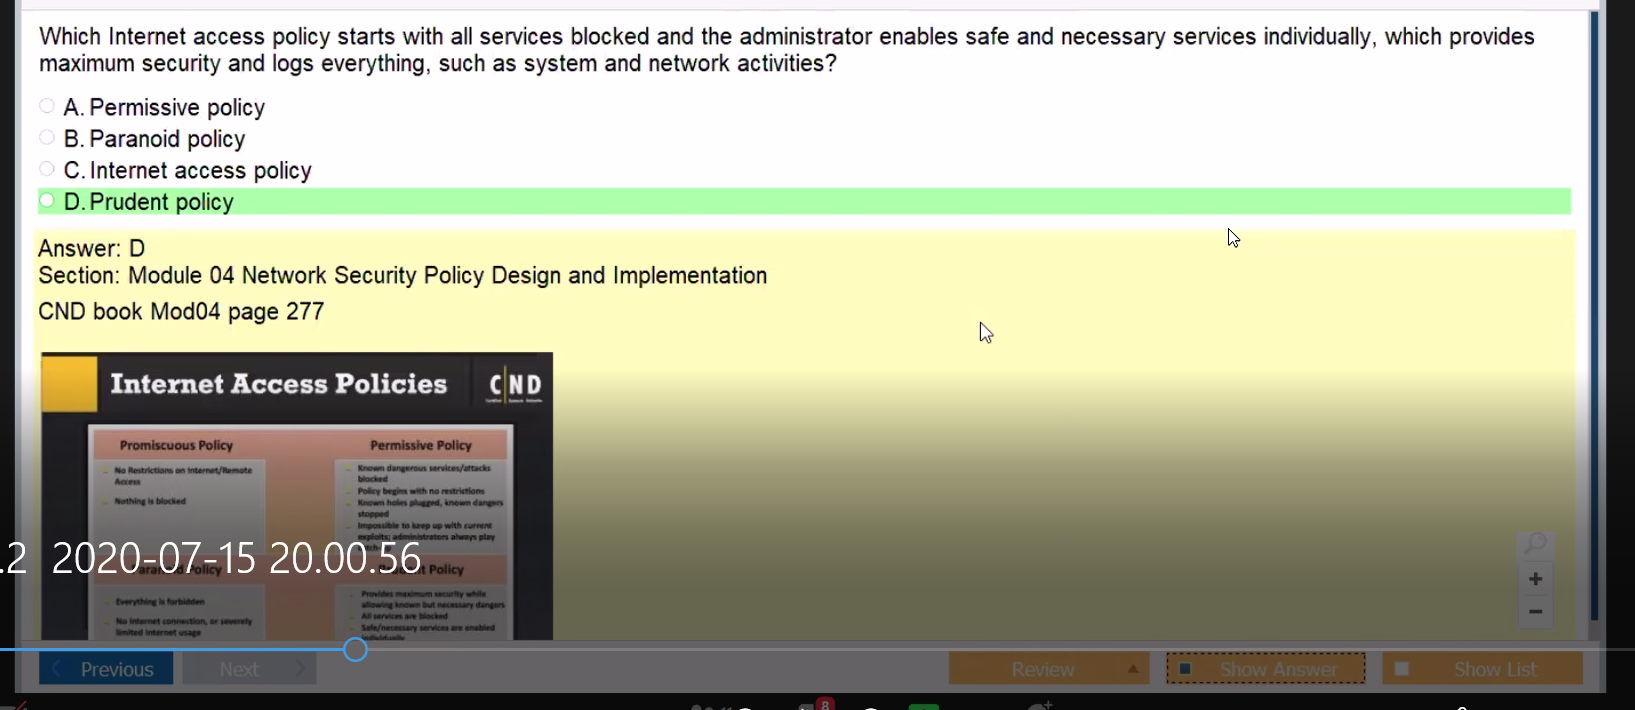 Which Internet access policy starts with all services blocked and the administrator enables safe and necessary services individually, which provides
maximum security and logs everything, such as system and network activities?
A. Permissive policy
B. Paranoid policy
C. Internet access policy
D. Prudent policy
Answer: D
Section: Module 04 Network Security Policy Design and Implementation
CND book Mod04 page 277
Internet Access Policies
CND
Promiscuous Policy
No Restrictions on Internet/Remote
Access
Nothing is blocked
Permissive Policy
Known dangerous services/attacks
blocked
Policy begins with no restrictions
Known holes plugged, known dangers
stopped
Impossible to keep up with current
exploits; administrators always play
.2 2020-07-15 20.00.56
Policy
Everything is forbidden
No Internet connection, or severely
limited Internet usage
Policy
Provides maximum security while
allowing known but necessary dangers
All services are blocked
Safe/necessary services are enabled
individually
Previous
Next
Review
Show Answer
Show List
8